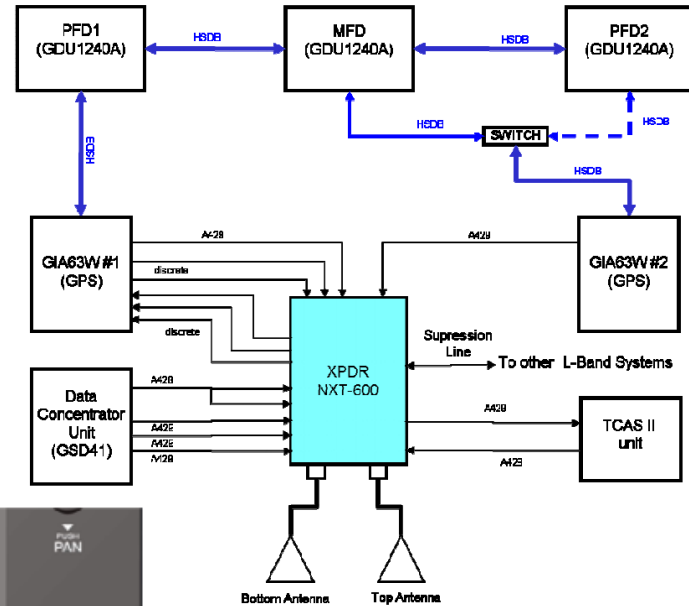 PFD1
(GDU1240A)
HSDB
MFD
(GDU1240A)
HSDB
PFD2
(GDU1240A)
HSDB
HSDB
SWITCH
HSDB
HSDB
GIA63W #1
(GPS)
A429
discrete
discrete
A429
GIA63W #2
(GPS)
XPDR
NXT-600
Supression
Line
To other L-Band Systems
Data
Concentrator
Unit
(GSD41)
A429
A429
A429
A429
A429
A429
TCAS II
unit
PUSH
PAN
Bottom Antenna
Top Antenna